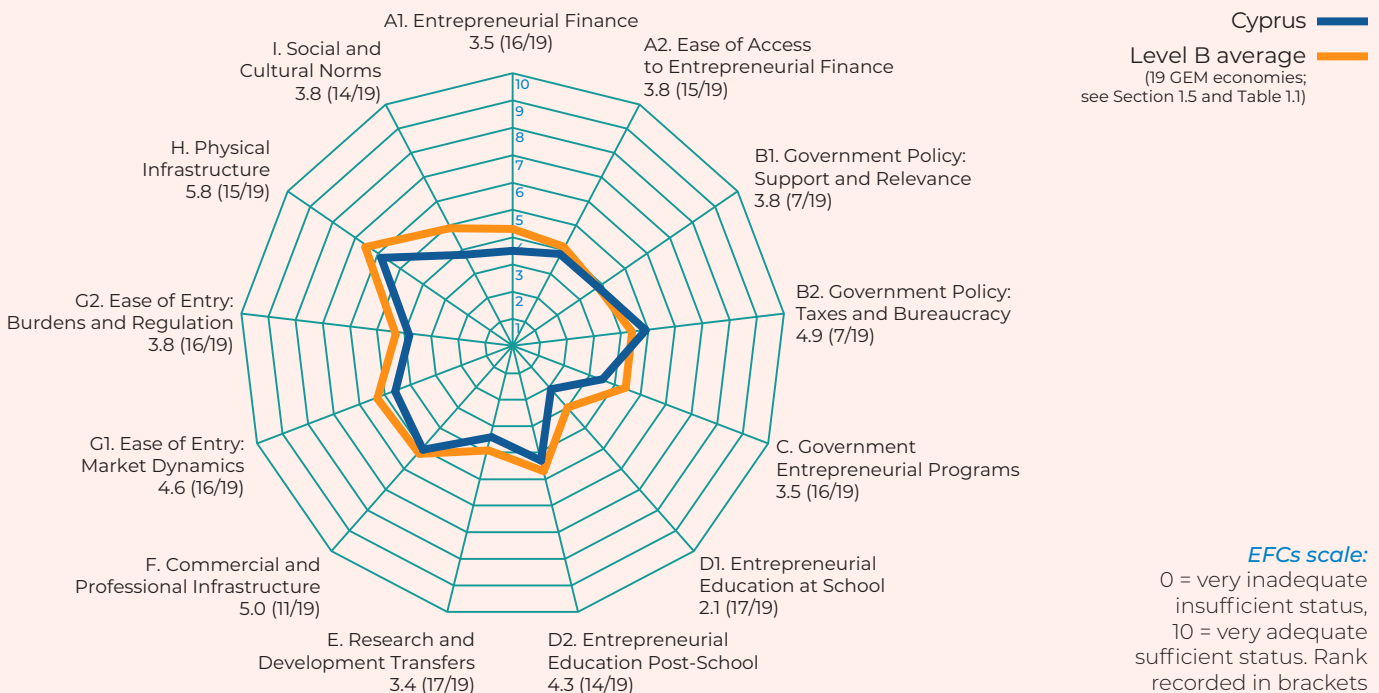 A1. Entrepreneurial Finance
3.5 (16/19)
A2. Ease of Access
to Entrepreneurial Finance
3.8 (15/19)
B1. Government Policy:
Support and Relevance
3.8 (7/19)
B2. Government Policy:
Taxes and Bureaucracy
4.9 (7/19)
C. Government
Entrepreneurial Programs
3.5 (16/19)
D1. Entrepreneurial
Education at School
2.1 (17/19)
D2. Entrepreneurial
Education Post-School
4.3 (14/19)
E. Research and
Development Transfers
3.4 (17/19)
F. Commercial and
Professional Infrastructure
5.0 (11/19)
G1. Ease of Entry:
Market Dynamics
4.6 (16/19)
G2. Ease of Entry:
Burdens and Regulation
3.8 (16/19)
H. Physical
Infrastructure
5.8 (15/19)
I. Social and
Cultural Norms
3.8 (14/19)
10
9
8
7
6
5
4
3
2
1
Cyprus
Level B average
(19 GEM economies;
see Section 1.5 and Table 1.1)
EFCs scale:
0 = very inadequate
insufficient status,
10 = very adequate
sufficient status. Rank
recorded in brackets